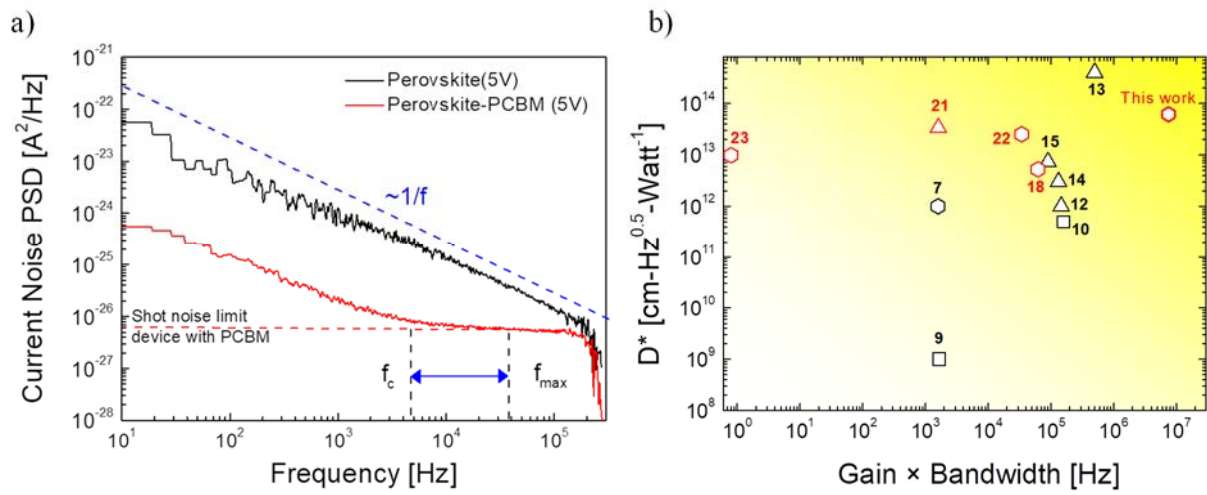 a)
10^-21
10^-22
10^-23
10^-24
10^-25
10^-26
10^-27
10^-28
Current Noise PSD [A^2/Hz]
Perovskite(5V)
Perovskite-PCBM (5V)
~1/f
Shot noise limit
device with PCBM
f_c
f_max
10^1
10^2
10^3
10^4
10^5
Frequency [Hz]
b)
10^14
10^13
10^12
10^11
10^10
10^9
10^8
D* [cm-Hz^0.5-Watt^-1]
13
This work
21
23
22
15
18
14
7
12
10
9
10^0
10^1
10^2
10^3
10^4
10^5
10^6
10^7
Gain × Bandwidth [Hz]